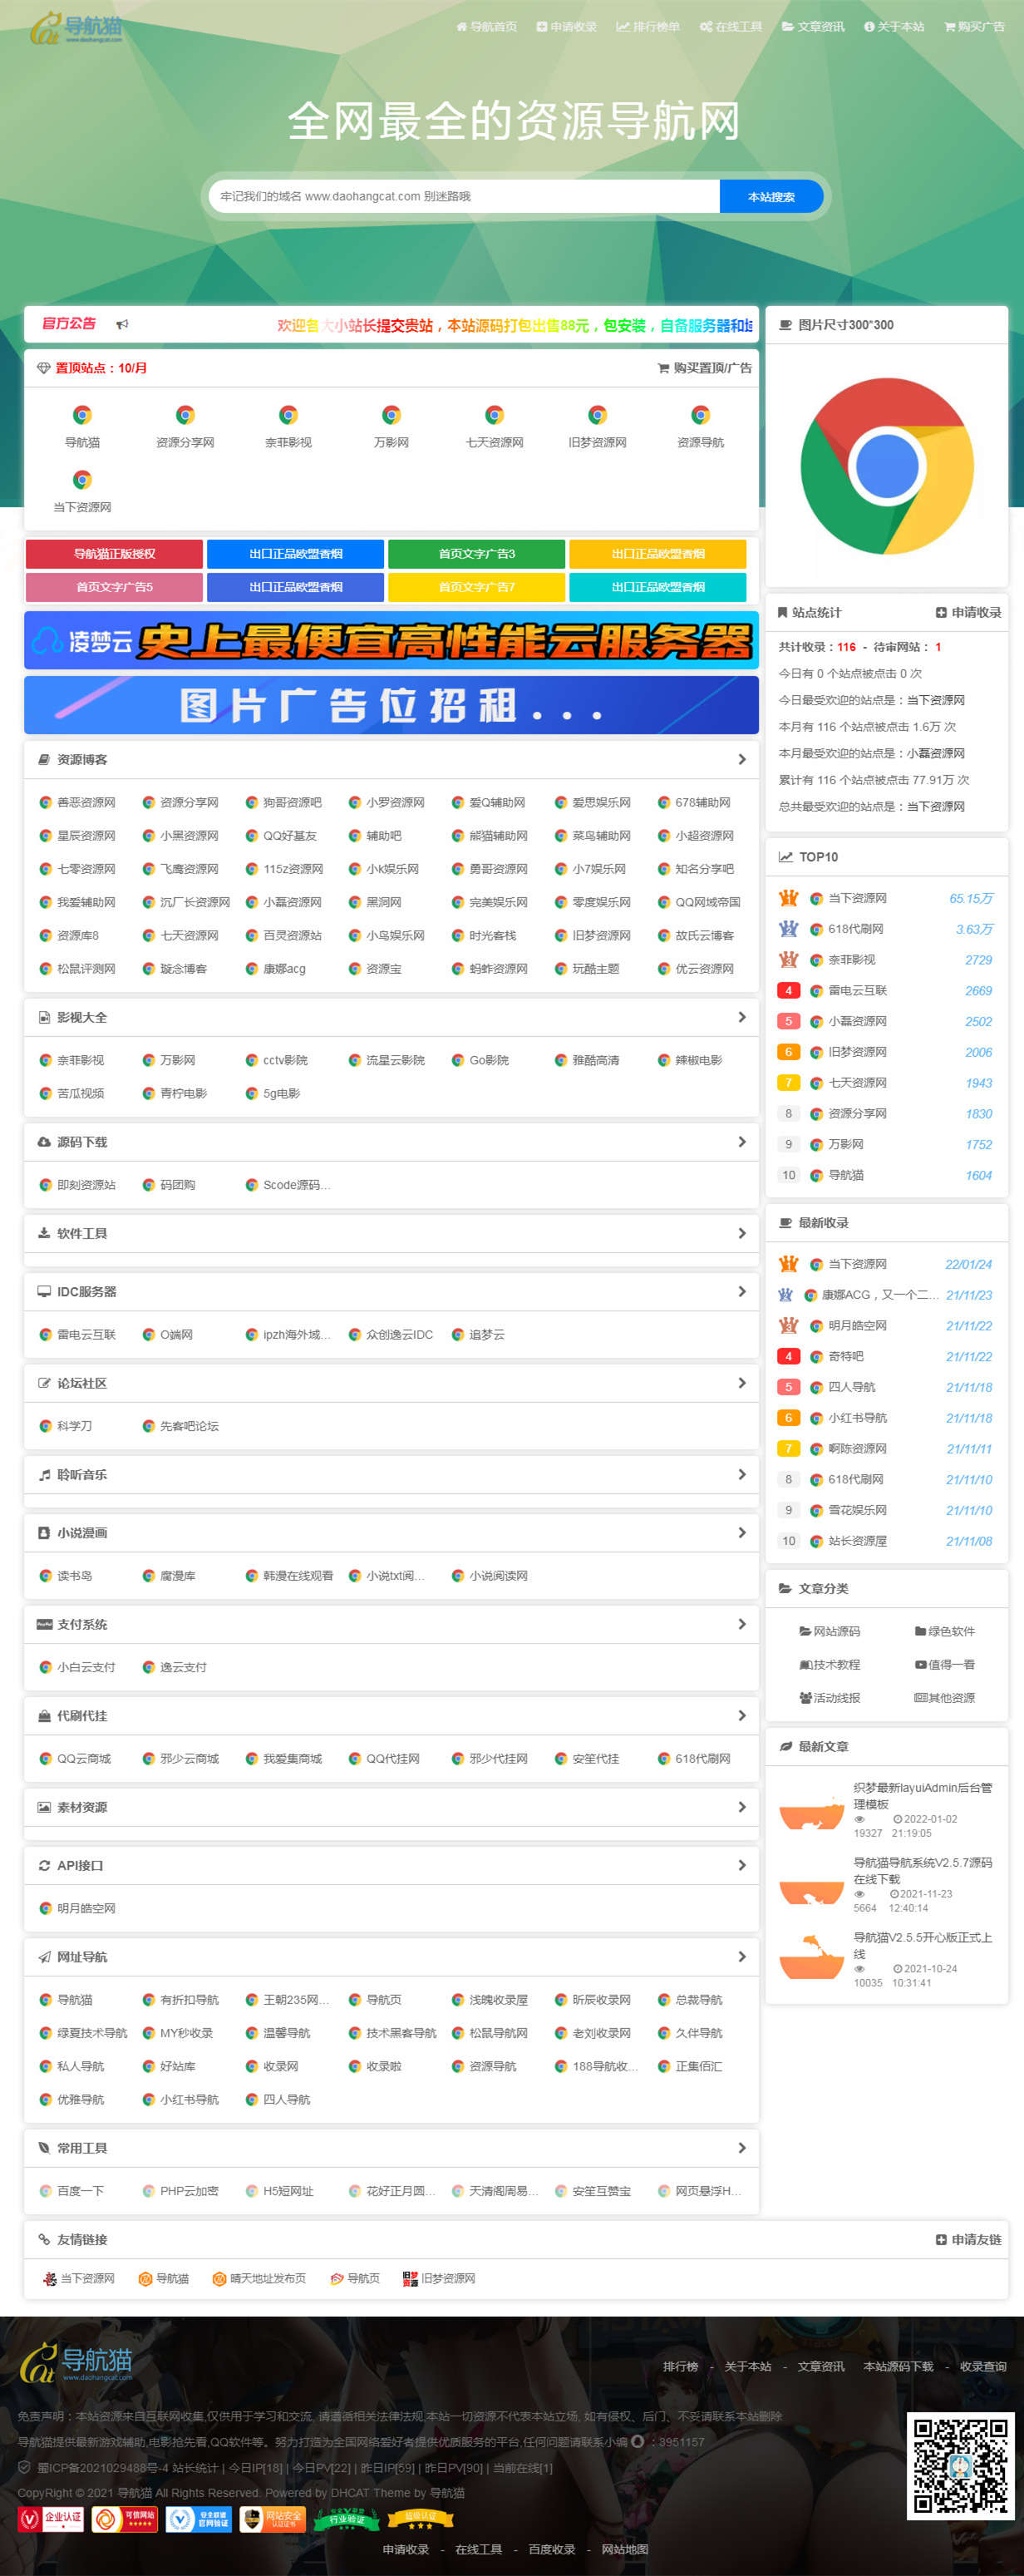 导航猫
www.daohangcat.com
导航首页 申请收录 排行榜单 在线工具 文章资讯 关于本站 购买广告
全网最全的资源导航网
牢记我们的域名 www.daohangcat.com 别迷路哦 本站搜索
官方公告 欢迎各大小站长提交贵站，本站源码打包出售88元，包安装，自备服务器和
置顶站点：10/月 购买置顶/广告
导航猫 资源分享网 奈菲影视 万影网 七天资源网 旧梦资源网 资源导航
当下资源网
导航猫正版授权 出口正品欧盟香烟 首页文字广告3 出口正品欧盟香烟
首页文字广告5 出口正品欧盟香烟 首页文字广告7 出口正品欧盟香烟
凌梦云 史上最便宜高性能云服务器
图片广告位招租...
资源博客
善恶资源网 资源分享网 狗哥资源吧 小罗资源网 爱Q辅助网 爱思娱乐网 678辅助网
星辰资源网 小黑资源网 QQ好基友 辅助吧 熊猫辅助网 菜鸟辅助网 小超资源网
七零资源网 飞鹰资源网 115z资源网 小k娱乐网 勇哥资源网 小7娱乐网 知名分享吧
我爱辅助网 沉厂长资源网 小磊资源网 黑洞网 完美娱乐网 零度娱乐网 QQ网域帝国
资源库8 七天资源网 百灵资源站 小鸟娱乐网 时光客栈 旧梦资源网 故氏云博客
松鼠评测网 璇念博客 康娜acg 资源宝 蚂蚱资源网 玩酷主题 优云资源网
影视大全
奈菲影视 万影网 cctv影院 流星云影院 Go影院 雅酷高清 辣椒电影
苦瓜视频 青柠电影 5g电影
源码下载
即刻资源站 码团购 Scode源码...
软件工具
IDC服务器
雷电云互联 O端网 ipzh海外域... 众创逸云IDC 追梦云
论坛社区
科学刀 先客吧论坛
聆听音乐
小说漫画
读书岛 腐漫库 韩漫在线观看 小说txt阅... 小说阅读网
支付系统
小白云支付 逸云支付
代刷代挂
QQ云商城 邪少云商城 我爱集商城 QQ代挂网 邪少代挂网 安笙代挂 618代刷网
素材资源
API接口
明月皓空网
网址导航
导航猫 有折扣导航 王朝235网... 导航页 浅魄收录屋 昕辰收录网 总裁导航
绿夏技术导航 MY秒收录 温馨导航 技术黑客导航 松鼠导航网 老刘收录网 久伴导航
私人导航 好站库 收录网 收录啦 资源导航 188导航收... 正集佰汇
优雅导航 小红书导航 四人导航
常用工具
百度一下 PHP云加密 H5短网址 花好正月圆... 天清阁周易... 安笙互赞宝 网页悬浮H...
图片尺寸300*300
站点统计 申请收录
共计收录：116 - 待审网站： 1
今日有 0 个站点被点击 0 次
今日最受欢迎的站点是：当下资源网
本月有 116 个站点被点击 1.6万 次
本月最受欢迎的站点是：小磊资源网
累计有 116 个站点被点击 77.91万 次
总共最受欢迎的站点是：当下资源网
TOP10
1 当下资源网 65.15万
2 618代刷网 3.63万
3 奈菲影视 2729
4 雷电云互联 2669
5 小磊资源网 2502
6 旧梦资源网 2006
7 七天资源网 1943
8 资源分享网 1830
9 万影网 1752
10 导航猫 1604
最新收录
1 当下资源网 22/01/24
2 康娜ACG，又一个二... 21/11/23
3 明月皓空网 21/11/22
4 奇特吧 21/11/22
5 四人导航 21/11/18
6 小红书导航 21/11/18
7 啊陈资源网 21/11/11
8 618代刷网 21/11/10
9 雪花娱乐网 21/11/10
10 站长资源屋 21/11/08
文章分类
网站源码 绿色软件
技术教程 值得一看
活动线报 其他资源
最新文章
织梦最新layuiAdmin后台管
理模板
19327 2022-01-02
21:19:05
导航猫导航系统V2.5.7源码
在线下载
5664 2021-11-23
12:40:14
导航猫V2.5.5开心版正式上
线
10035 2021-10-24
10:31:41
友情链接 申请友链
当下资源网 导航猫 晴天地址发布页 导航页 旧梦资源网
导航猫
www.daohangcat.com
排行榜 - 关于本站 - 文章资讯 本站源码下载 - 收录查询
免责声明：本站资源来自互联网收集,仅供用于学习和交流, 请遵循相关法律法规,本站一切资源不代表本站立场, 如有侵权、后门、不妥请联系本站删除
导航猫提供最新游戏辅助,电影抢先看,QQ软件等。努力打造为全国网络爱好者提供优质服务的平台,任何问题请联系小编 ：3951157
蜀ICP备2021029488号-4 站长统计 | 今日IP[18] | 今日PV[22] | 昨日IP[59] | 昨日PV[90] | 当前在线[1]
CopyRight © 2021 导航猫 All Rights Reserved. Powered by DHCAT Theme by 导航猫
企业认证 可信网站 官网验证 网站安全 行业验证
申请收录 - 在线工具 - 百度收录 - 网站地图